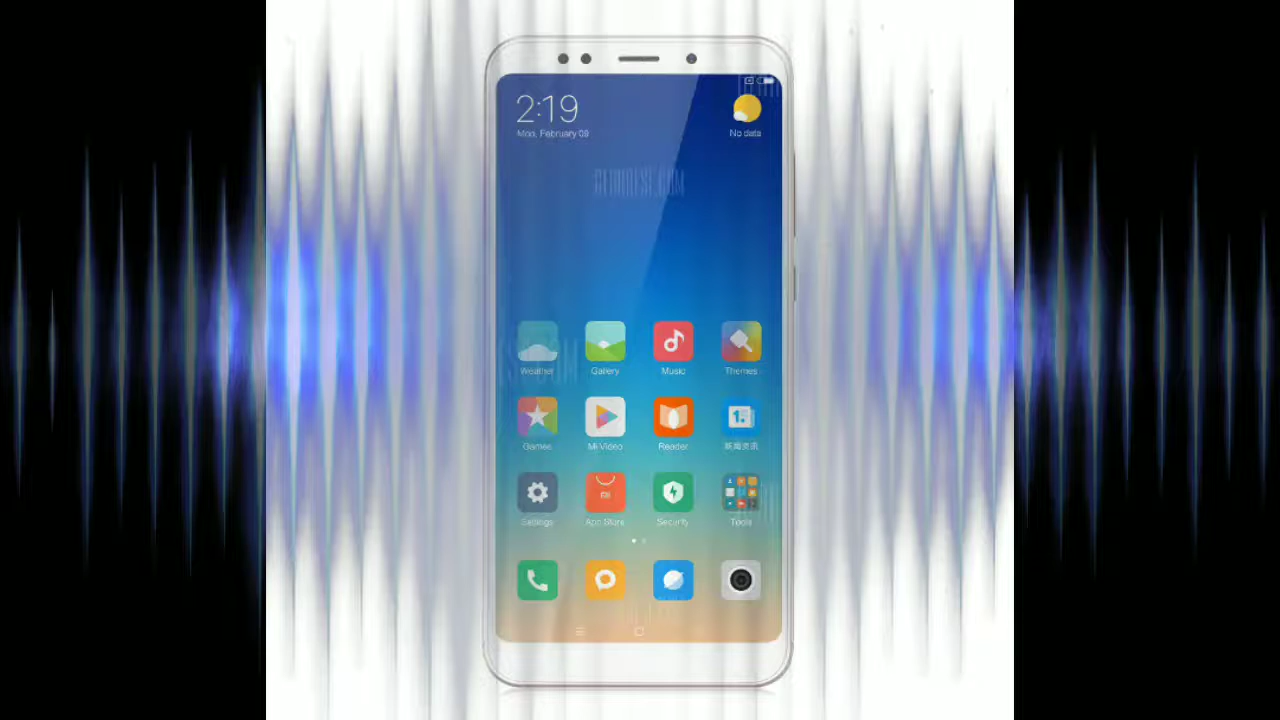 2:19
Mon, February 09
No data
Weather
Gallery
Music
Themes
Games
Mi Video
Reader
Settings
App Store
Security
Tools